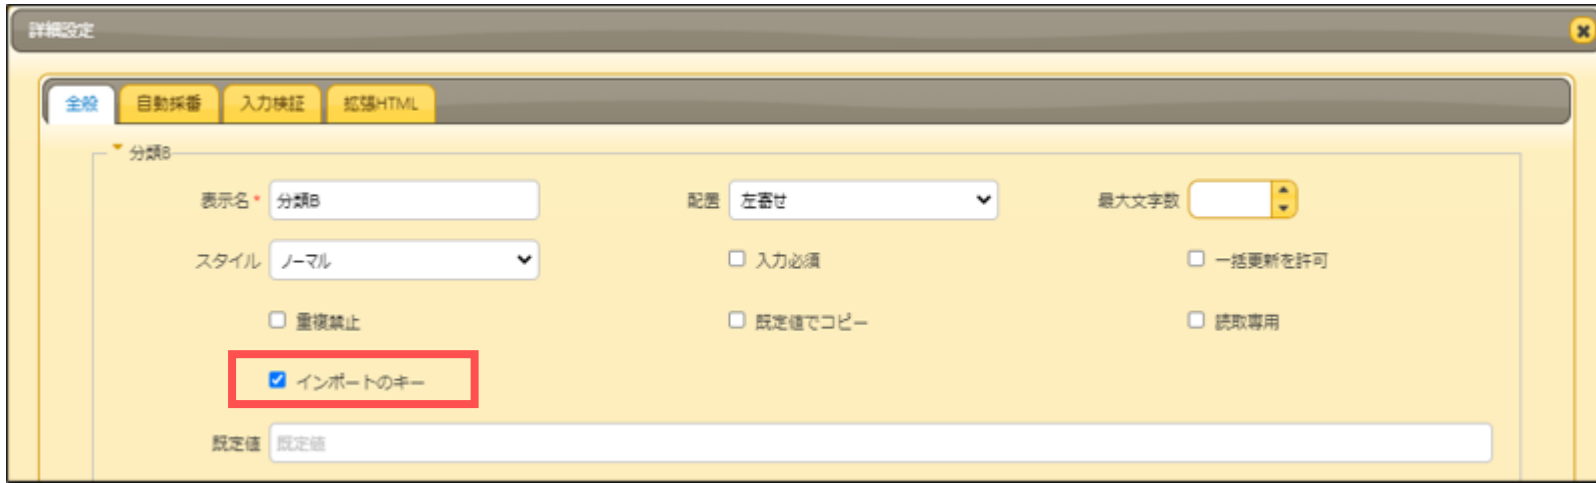 詳細設定
全般 自動採番 入力検証 拡張HTML
分類B
表示名* 分類B 配置 左寄せ 最大文字数
スタイル ノーマル 入力必須 一括更新を許可
重複禁止 既定値でコピー 読取専用
インポートのキー
既定値 既定値